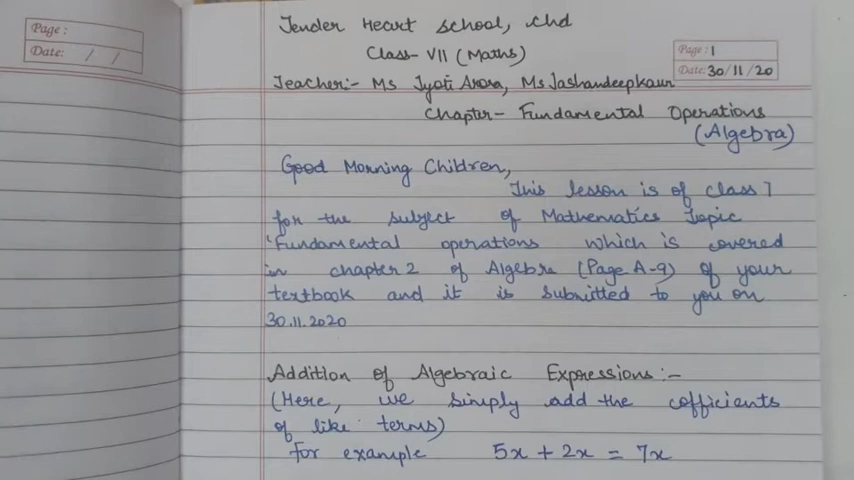 Page:
Date: / /
Tender Heart School, Chd
Class- VII (Maths)
Page: 1
Date: 30/11/20
Teacher:- Ms Jyoti Arora, Ms Jashandeepkaur
Chapter- Fundamental Operations
(Algebra)
Good Morning Children,
This lesson is of class 7
for the subject of Mathematics Topic
'Fundamental operations which is covered
in chapter 2 of Algebra (Page A-9) of your
textbook and it is submitted to you on
30.11.2020
Addition of Algebraic Expressions:-
(Here, we simply add the cofficients
of like terms)
For example 5x + 2x = 7x